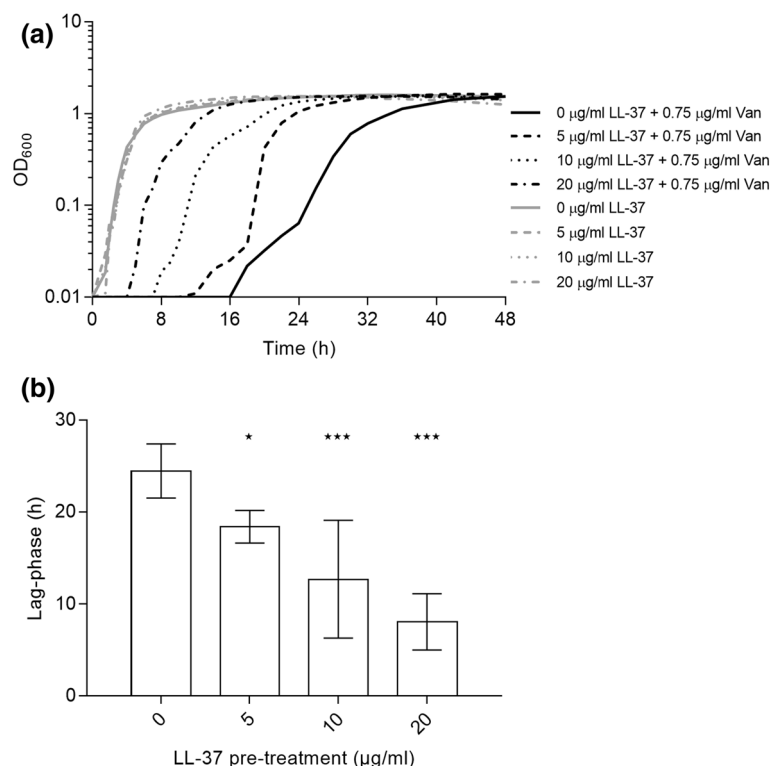 (a)
10
1
0.1
0.01
OD600
0 8 16 24 32 40 48
Time (h)
0 µg/ml LL-37 + 0.75 µg/ml Van
5 µg/ml LL-37 + 0.75 µg/ml Van
10 µg/ml LL-37 + 0.75 µg/ml Van
20 µg/ml LL-37 + 0.75 µg/ml Van
0 µg/ml LL-37
5 µg/ml LL-37
10 µg/ml LL-37
20 µg/ml LL-37
(b)
30
20
10
0
Lag-phase (h)
★ ★★★ ★★★
0 5 10 20
LL-37 pre-treatment (µg/ml)